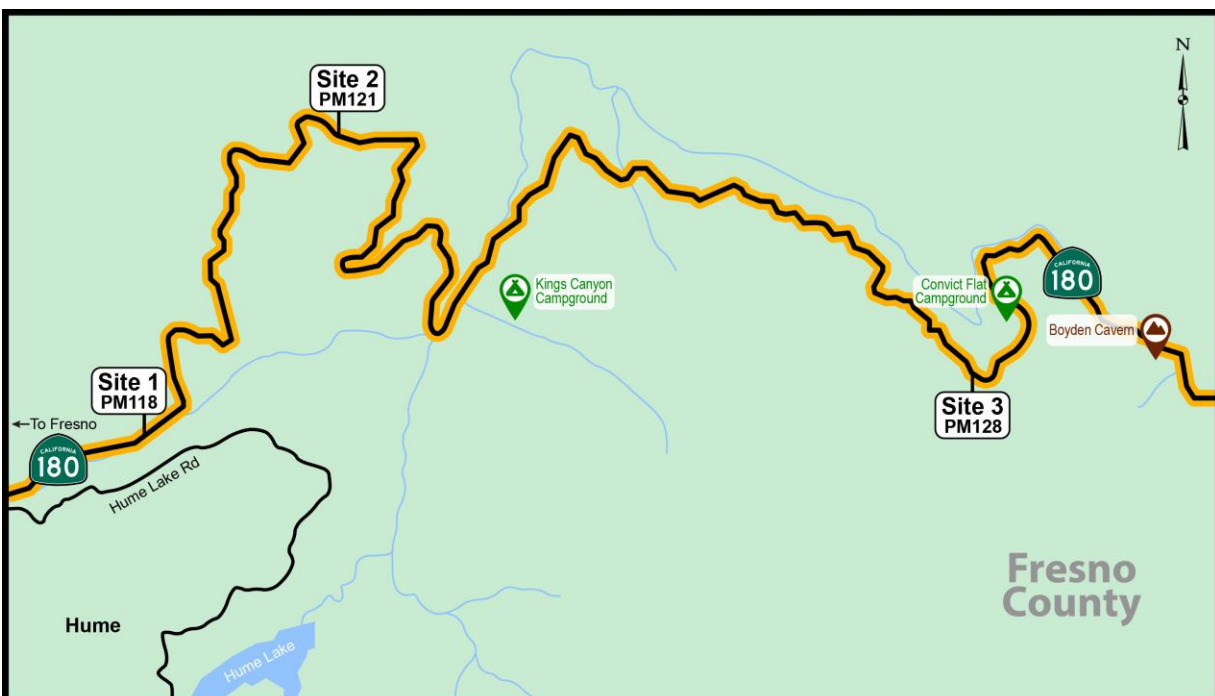 N
Site 2
PM121
CALIFORNIA
180
Kings Canyon
Campground
Convict Flat
Campground
Boyden Cavern
Site 1
PM118
Site 3
PM128
←To Fresno
CALIFORNIA
180
Hume Lake Rd
Fresno
County
Hume
Hume Lake